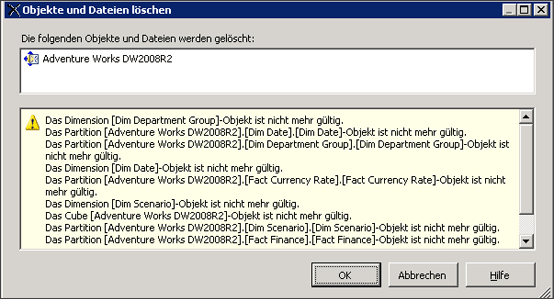 Objekte und Dateien löschen
Die folgenden Objekte und Dateien werden gelöscht:
Adventure Works DW2008R2
Das Dimension [Dim Department Group]-Objekt ist nicht mehr gültig.
Das Partition [Adventure Works DW2008R2].[Dim Date].[Dim Date]-Objekt ist nicht mehr gültig.
Das Partition [Adventure Works DW2008R2].[Dim Department Group].[Dim Department Group]-Objekt ist
nicht mehr gültig.
Das Dimension [Dim Date]-Objekt ist nicht mehr gültig.
Das Partition [Adventure Works DW2008R2].[Fact Currency Rate].[Fact Currency Rate]-Objekt ist nicht
mehr gültig.
Das Dimension [Dim Scenario]-Objekt ist nicht mehr gültig.
Das Cube [Adventure Works DW2008R2]-Objekt ist nicht mehr gültig.
Das Partition [Adventure Works DW2008R2].[Dim Scenario].[Dim Scenario]-Objekt ist nicht mehr gültig.
Das Partition [Adventure Works DW2008R2].[Fact Finance].[Fact Finance]-Objekt ist nicht mehr gültig.
OK
Abbrechen
Hilfe